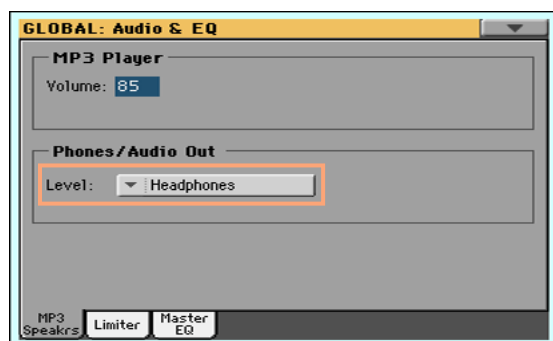 GLOBAL: Audio & EQ
MP3 Player
Volume: 85
Phones/Audio Out
Level: Headphones
MP3
Speakrs
Limiter
Master
EQ